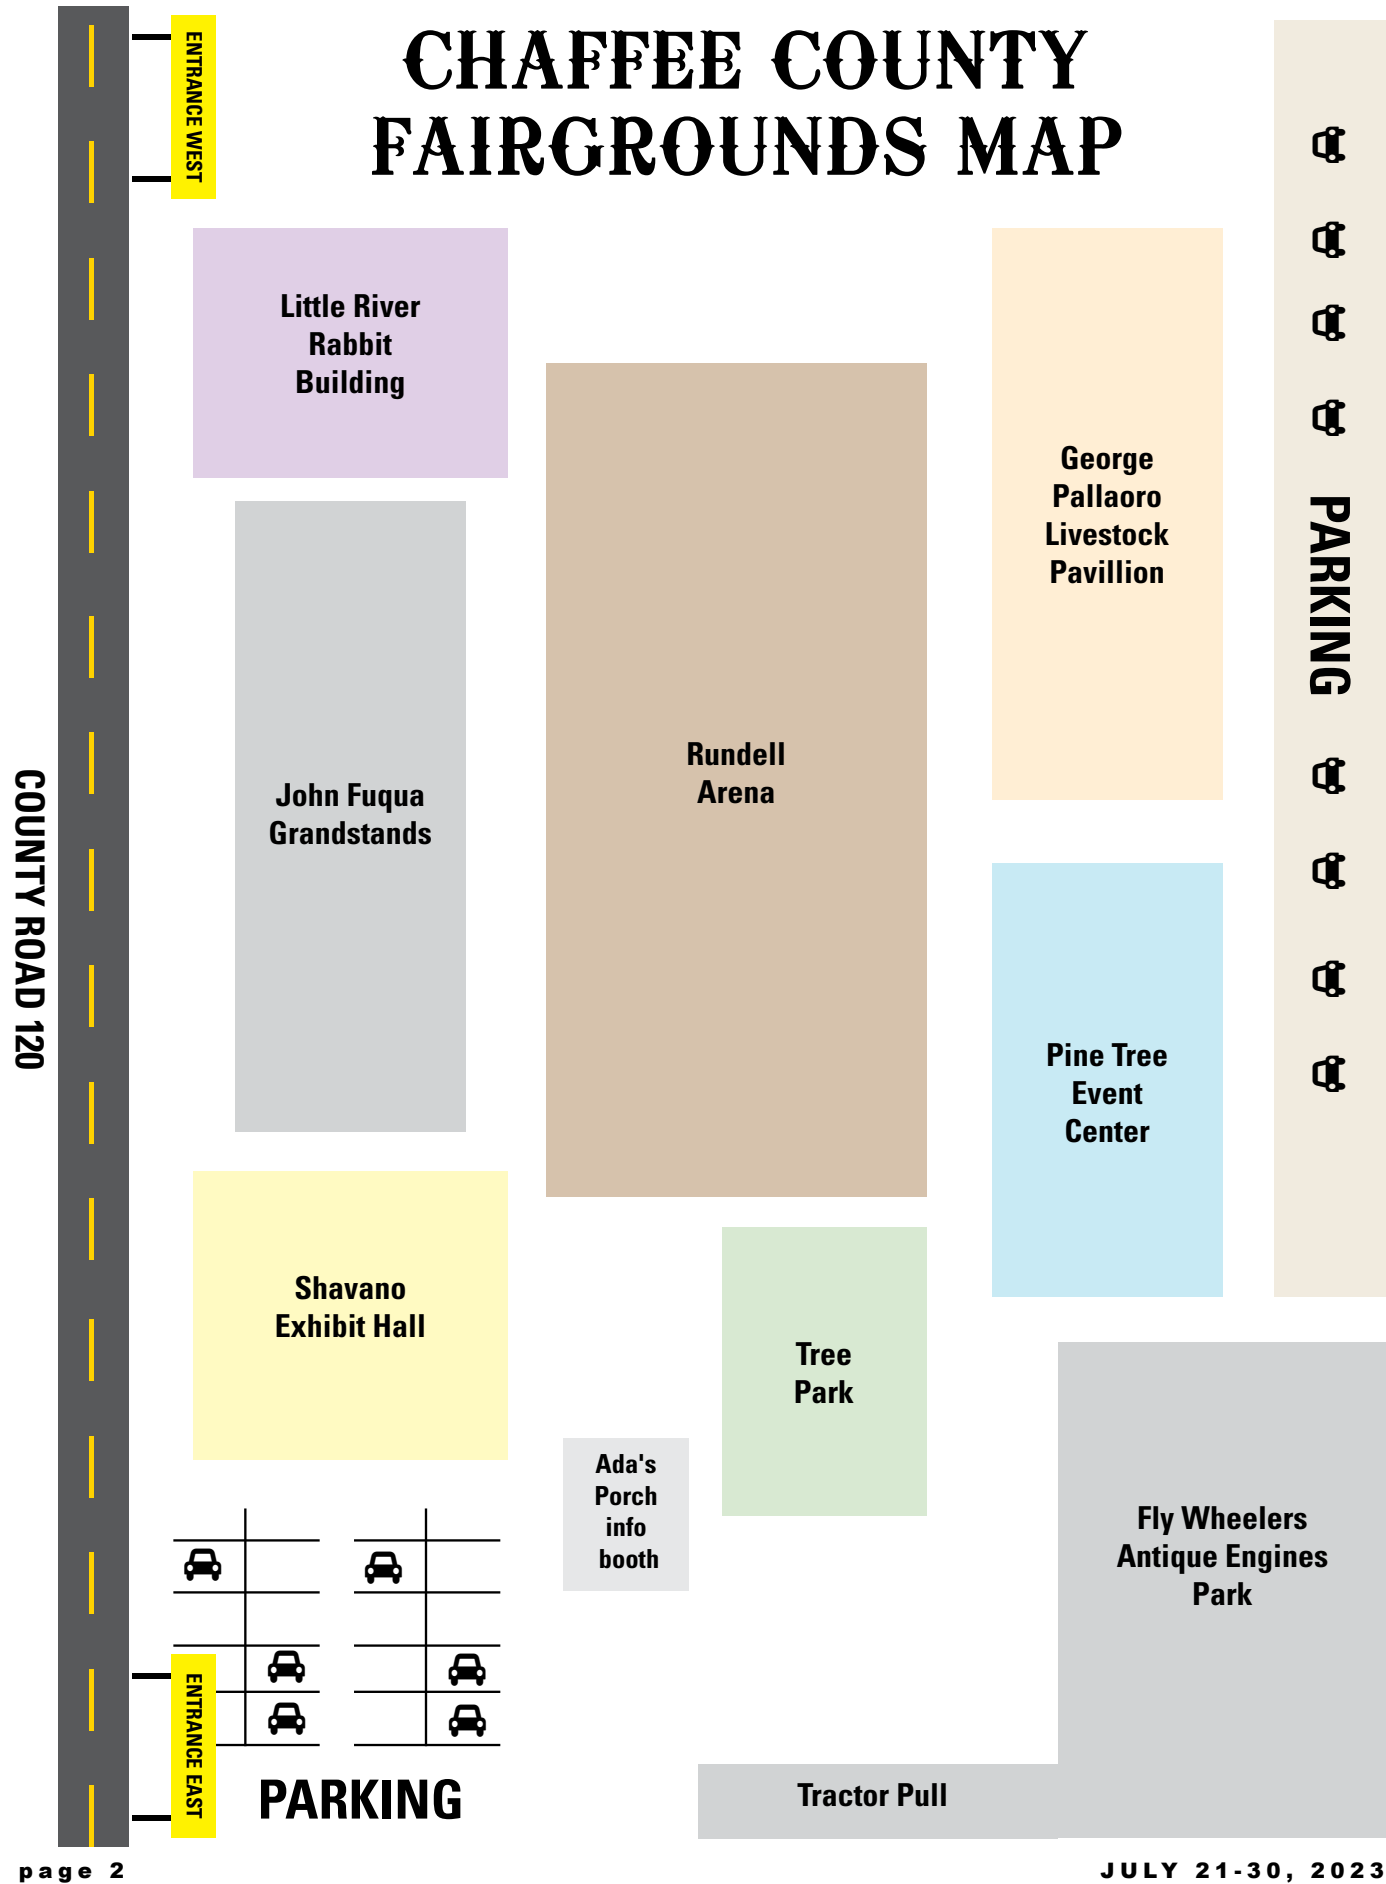 CHAFFEE COUNTY
FAIRGROUNDS MAP
ENTRANCE WEST
Little River
Rabbit
Building
George
Pallaoro
Livestock
Pavillion
PARKING
Rundell
Arena
John Fuqua
Grandstands
COUNTY ROAD 120
Pine Tree
Event
Center
Shavano
Exhibit Hall
Tree
Park
Ada's
Porch
info
booth
Fly Wheelers
Antique Engines
Park
ENTRANCE EAST
PARKING
Tractor Pull
page 2
JULY 21-30, 2023